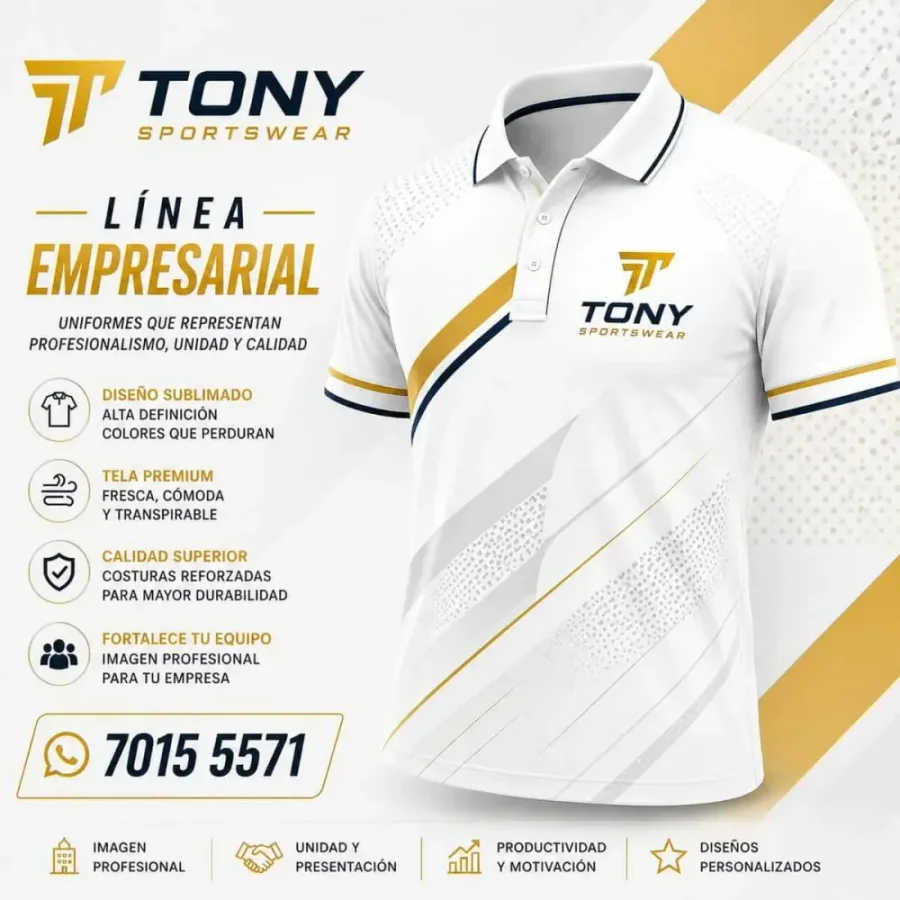 TONY
SPORTSWEAR
LÍNEA
EMPRESARIAL
UNIFORMES QUE REPRESENTAN
PROFESIONALISMO, UNIDAD Y CALIDAD
DISEÑO SUBLIMADO
ALTA DEFINICIÓN
COLORES QUE PERDURAN
TELA PREMIUM
FRESCA, CÓMODA
Y TRANSPIRABLE
CALIDAD SUPERIOR
COSTURAS REFORZADAS
PARA MAYOR DURABILIDAD
FORTALECE TU EQUIPO
IMAGEN PROFESIONAL
PARA TU EMPRESA
7015 5571
TONY
SPORTSWEAR
IMAGEN
PROFESIONAL
UNIDAD Y
PRESENTACIÓN
PRODUCTIVIDAD
Y MOTIVACIÓN
DISEÑOS
PERSONALIZADOS